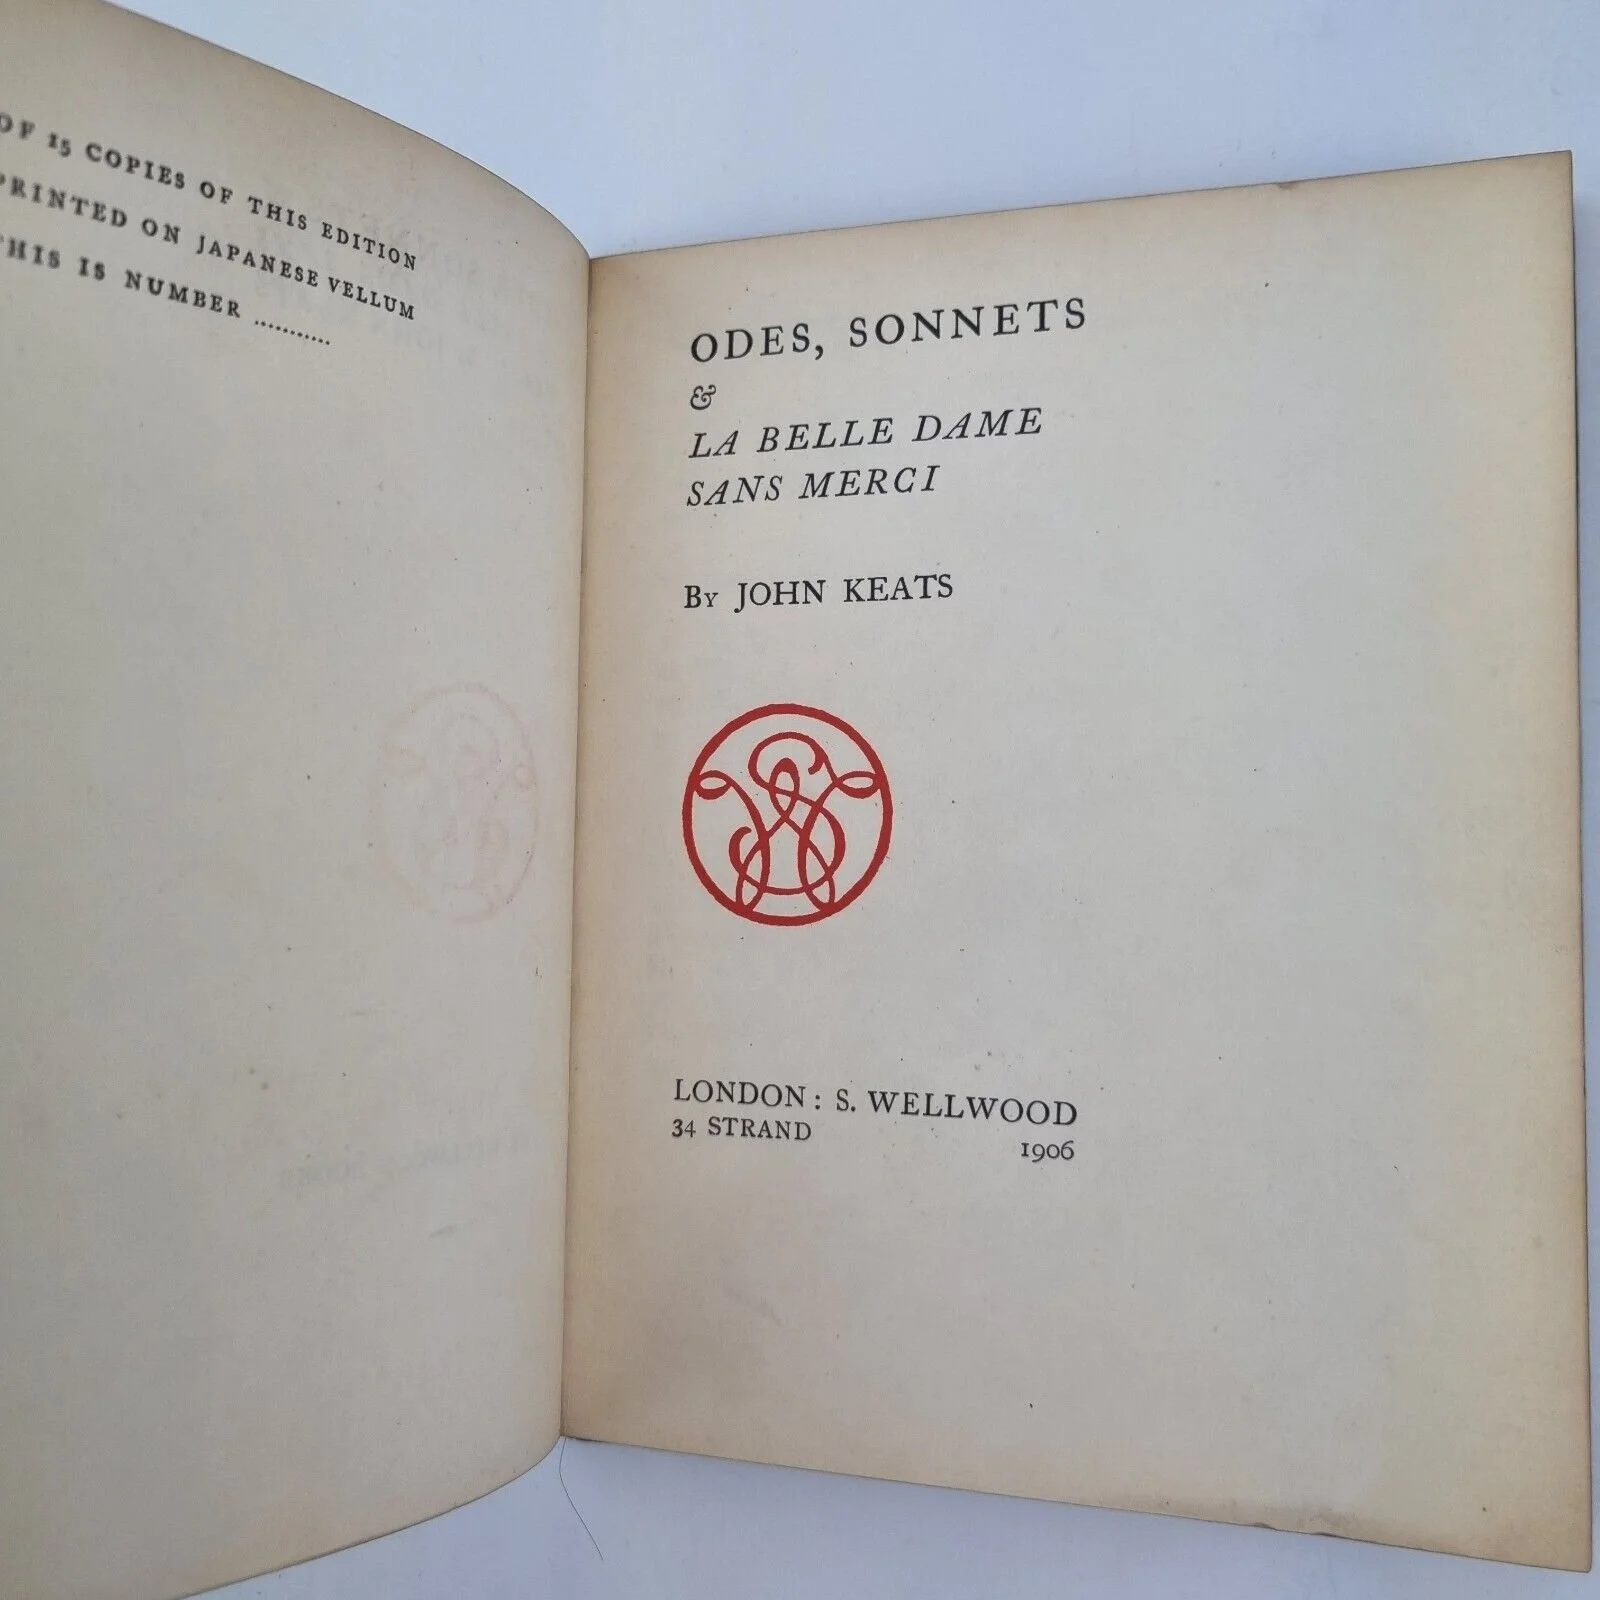 OF 15 COPIES OF THIS EDITION
PRINTED ON JAPANESE VELLUM
THIS IS NUMBER ...........
ODES, SONNETS
&
LA BELLE DAME
SANS MERCI
By JOHN KEATS
LONDON: S. WELLWOOD
34 STRAND 1906